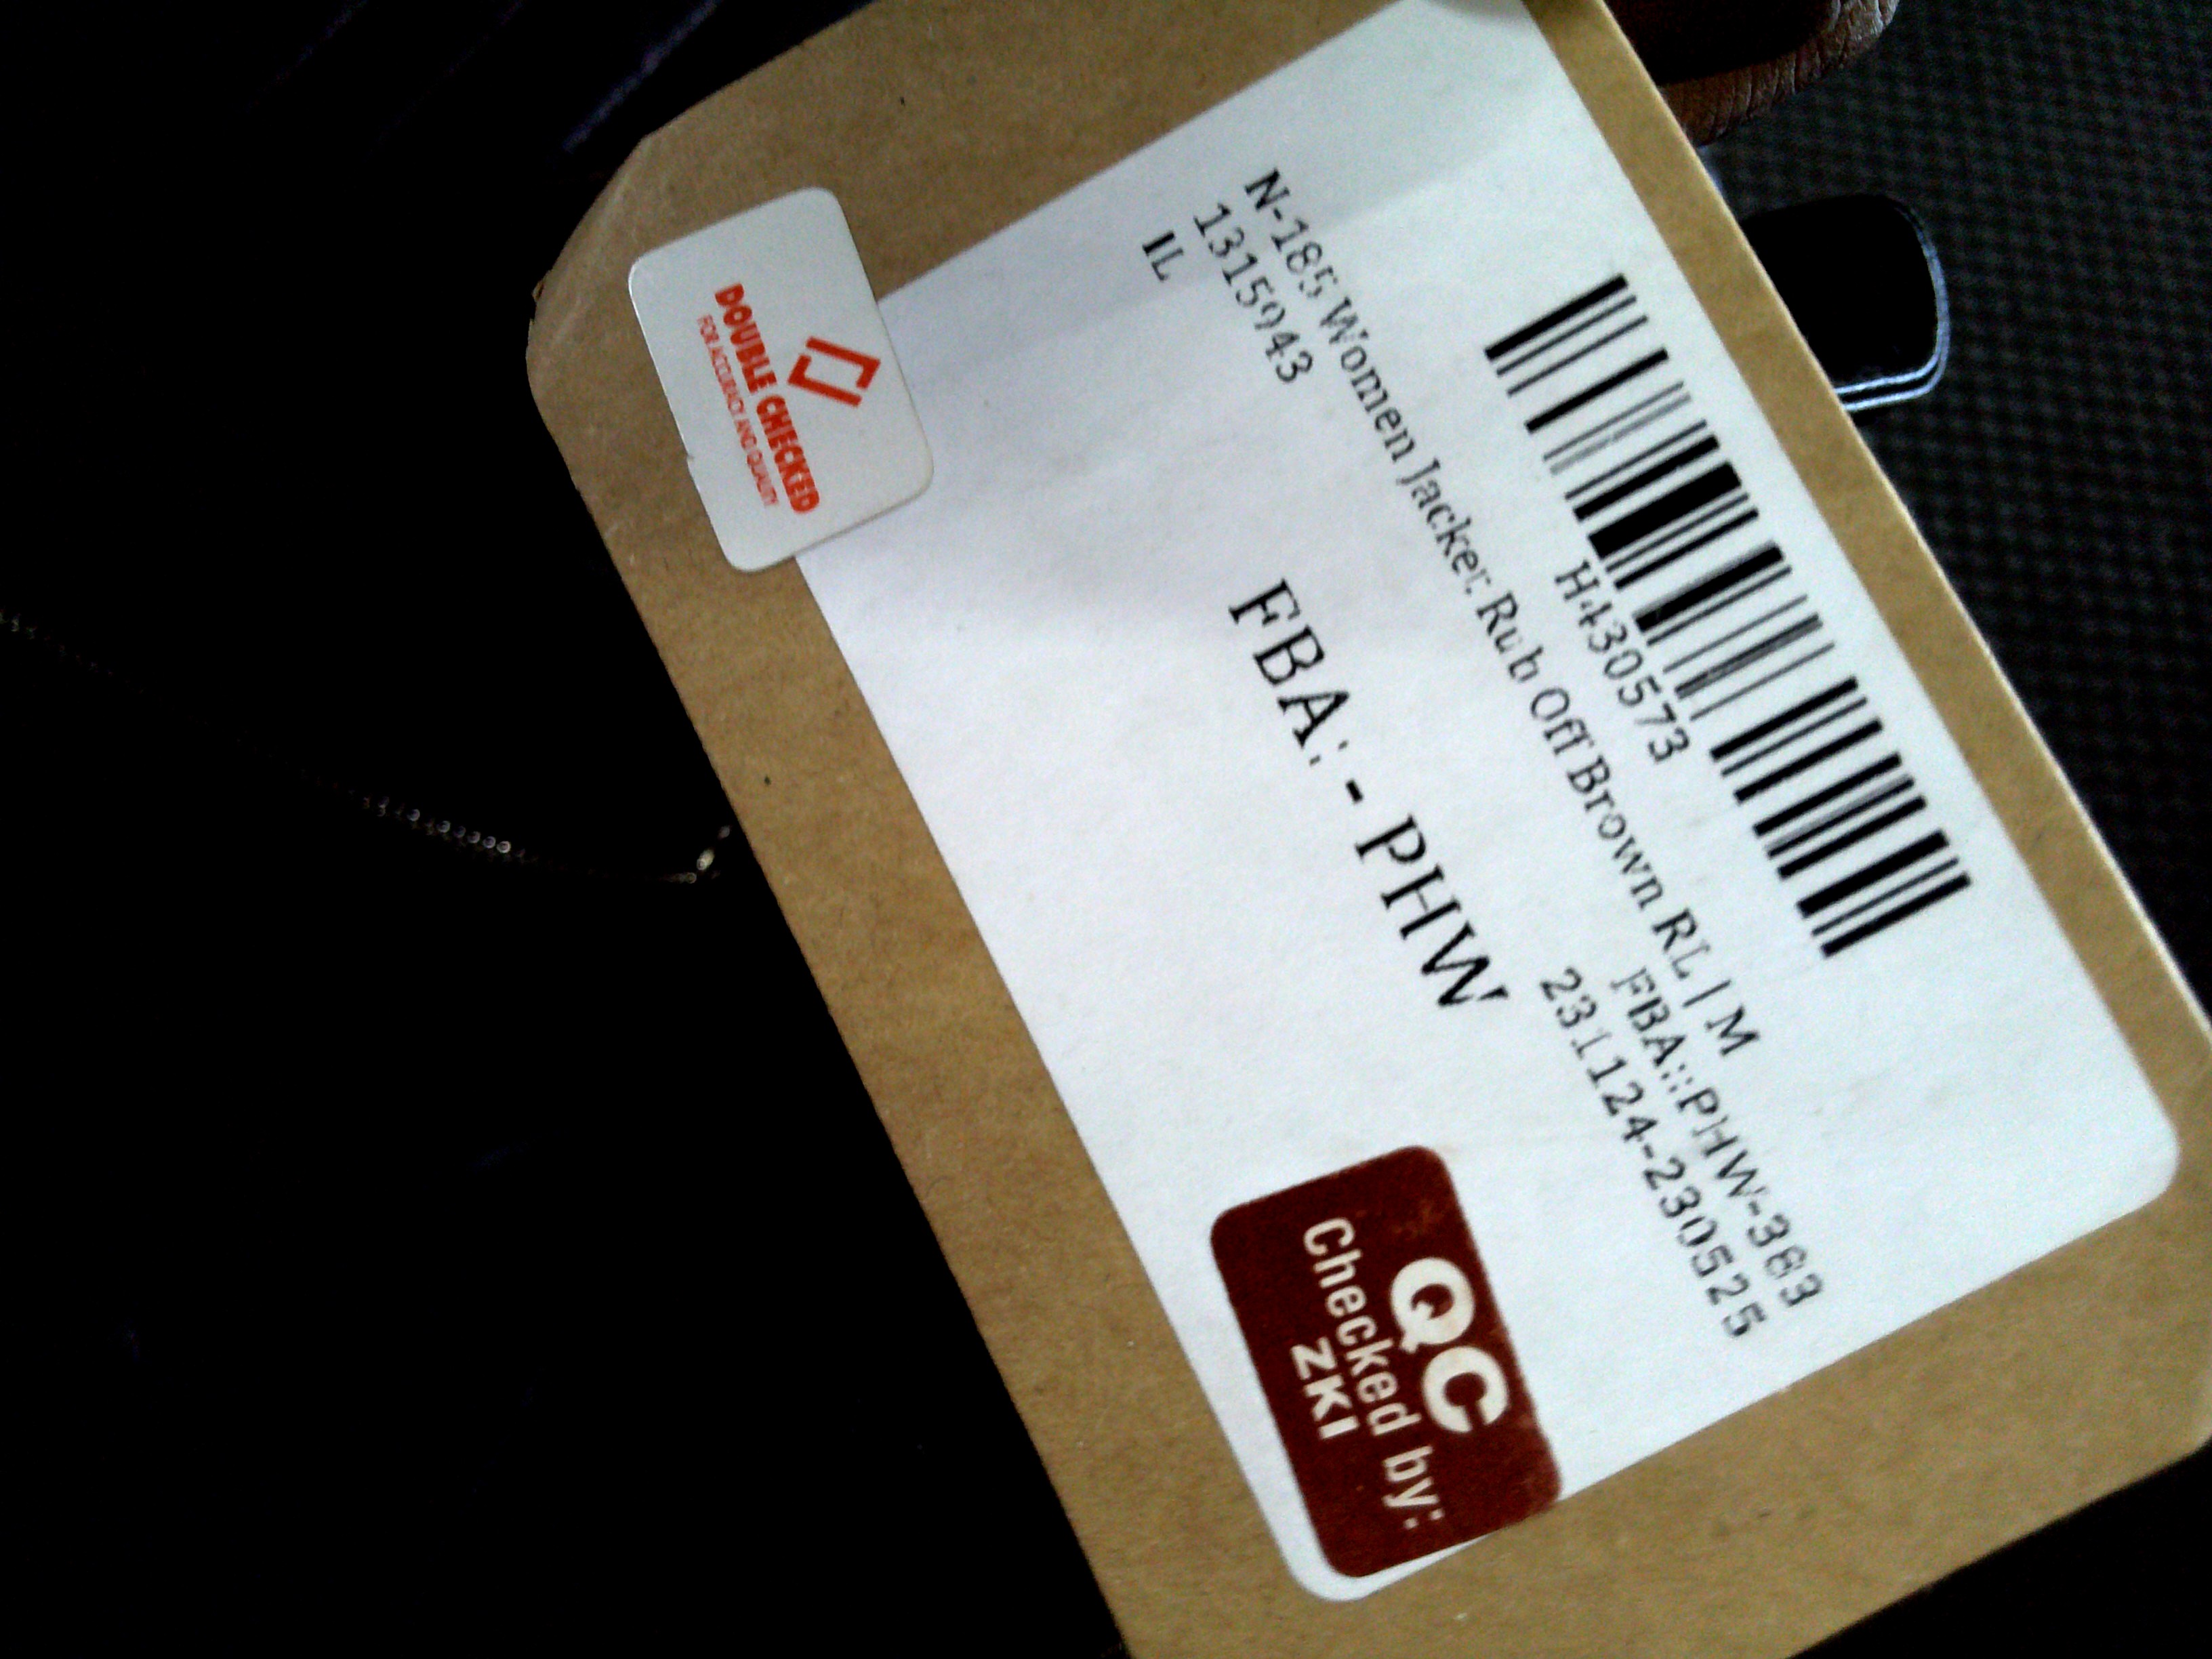 H430573
N-185 Women Jacket Rub Off Brown RL | M
1315943
FBA:::PHW-383
IL
231124-230525
FBA: - PHW
DOUBLE CHECKED
FOR ACCURACY AND QUALITY
QC
Checked by:
ZKI